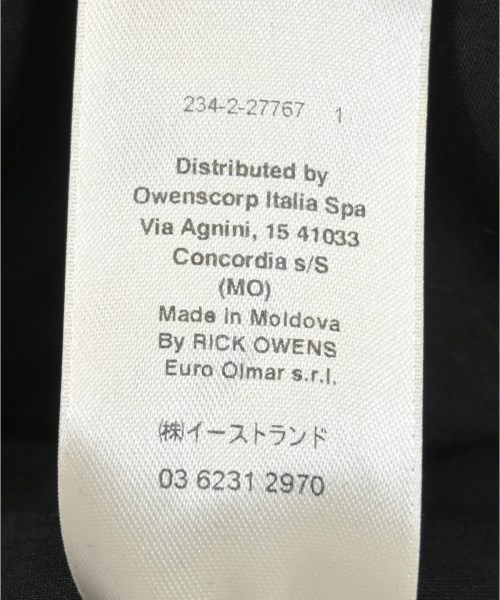 234-2-27767 1
Distributed by
Owenscorp Italia Spa
Via Agnini, 15 41033
Concordia s/S
(MO)
Made in Moldova
By RICK OWENS
Euro Olmar s.r.l.
㈱イーストランド
03 6231 2970